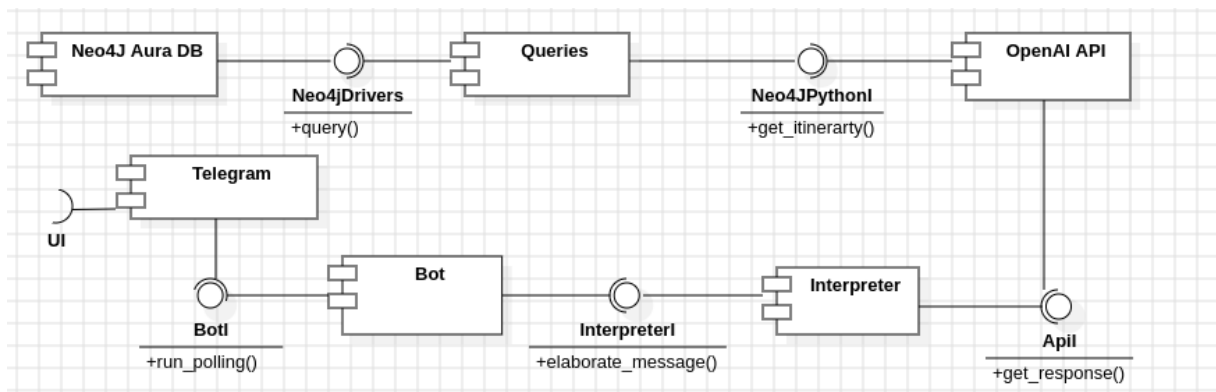 Neo4J Aura DB
Queries
OpenAI API
Neo4jDrivers
+query()
Neo4JPythonI
+get_itinerarty()
Telegram
UI
Bot
Interpreter
BotI
+run_polling()
InterpreterI
+elaborate_message()
ApiI
+get_response()